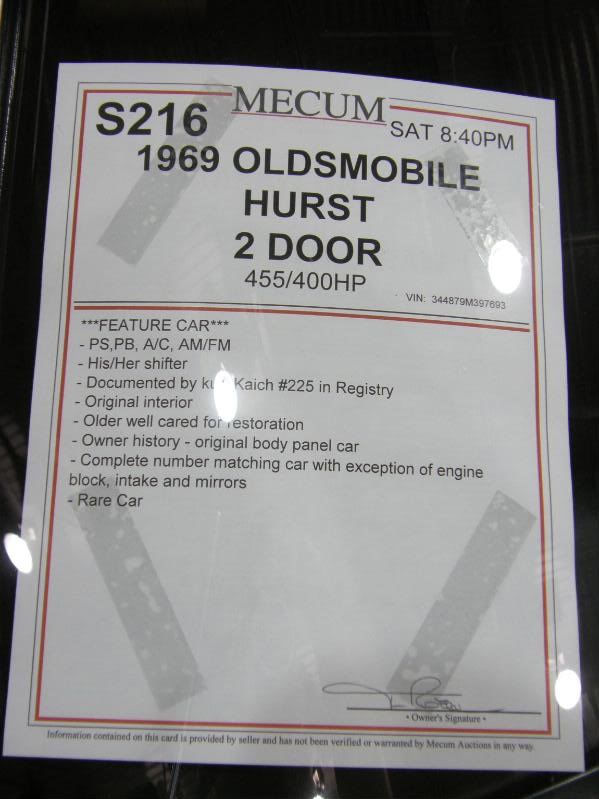 MECUM
S216
SAT 8:40PM
1969 OLDSMOBILE
HURST
2 DOOR
455/400HP
VIN: 344879M397693
***FEATURE CAR***
- PS,PB, A/C, AM/FM
- His/Her shifter
- Documented by Kaich #225 in Registry
- Original interior
- Older well cared for restoration
- Owner history - original body panel car
- Complete number matching car with exception of engine
block, intake and mirrors
- Rare Car
• Owner's Signature •
Information contained on this card is provided by seller and has not been verified or warranted by Mecum Auctions in any way.